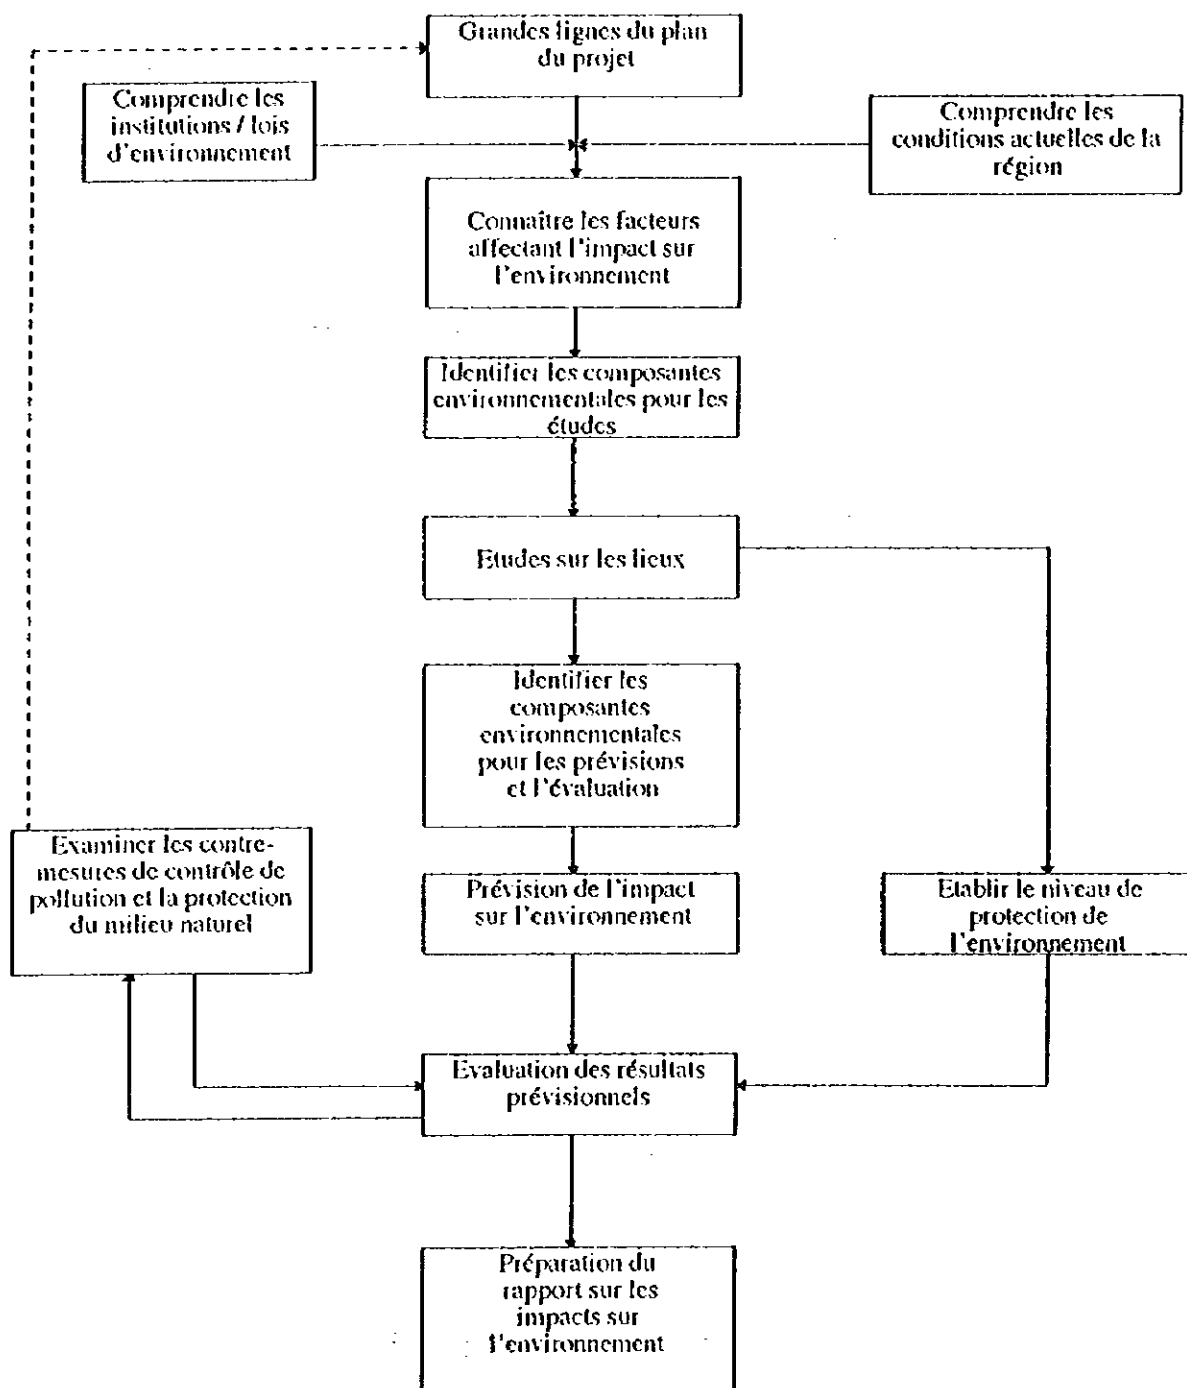 Grandes lignes du plan
du projet
Comprendre les
institutions / lois
d'environnement
Comprendre les
conditions actuelles de la
région
Connaître les facteurs
affectant l'impact sur
l'environnement
Identifier les composantes
environnementales pour les
études
Etudes sur les lieux
Identifier les
composantes
environnementales
pour les prévisions
et l'évaluation
Examiner les contre-
mesures de contrôle de
pollution et la protection
du milieu naturel
Prévision de l'impact
sur l'environnement
Etablir le niveau de
protection de
l'environnement
Evaluation des résultats
prévisionnels
Préparation du
rapport sur les
impacts sur
l'environnement